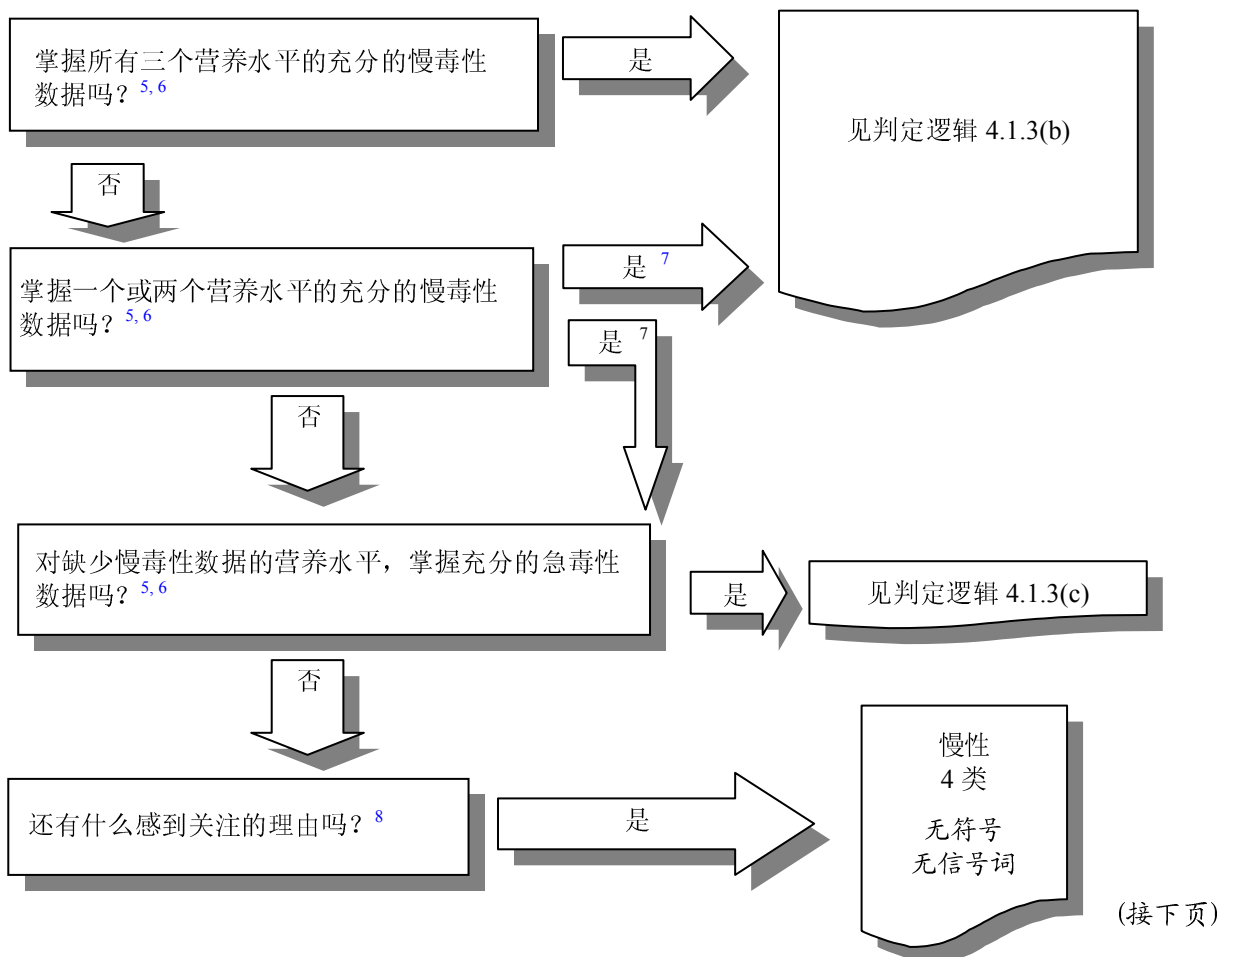 掌握所有三个营养水平的充分的慢毒性
数据吗？5, 6
是
见判定逻辑 4.1.3(b)
否
掌握一个或两个营养水平的充分的慢毒性
数据吗？5, 6
是 7
是 7
否
对缺少慢毒性数据的营养水平，掌握充分的急毒性
数据吗？5, 6
是
见判定逻辑 4.1.3(c)
否
还有什么感到关注的理由吗？8
是
慢性
4 类
无符号
无信号词
(接下页)